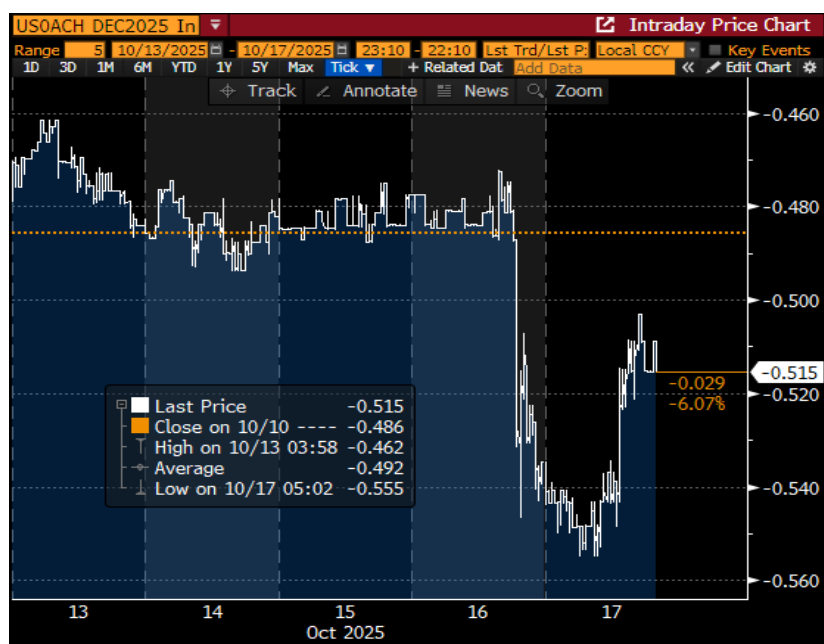 US0ACH DEC2025 In Intraday Price Chart
Range 5 10/13/2025 - 10/17/2025 23:10 - 22:10 Lst Trd/Lst P: Local CCY Key Events
1D 3D 1M 6M YTD 1Y 5Y Max Tick ▼ + Related Dat Add Data « Edit Chart
Track Annotate News Zoom
-0.460
-0.480
-0.500
-0.515
-0.029
-6.07%
-0.520
Last Price -0.515
Close on 10/10 ---- -0.486
High on 10/13 03:58 -0.462
Average -0.492
Low on 10/17 05:02 -0.555
-0.540
-0.560
13 14 15 16 17
Oct 2025